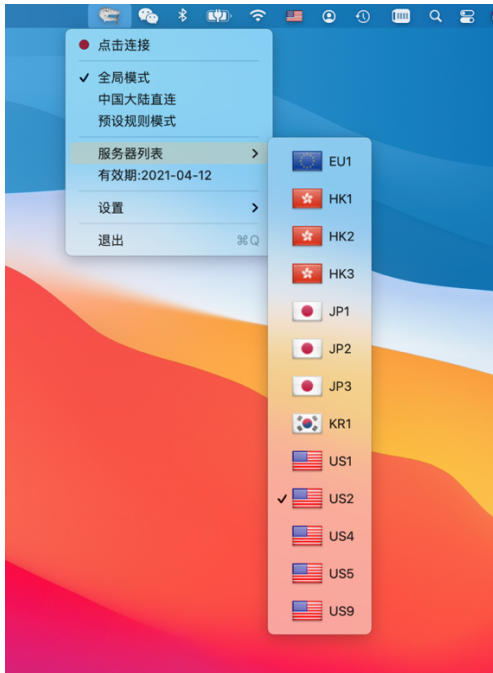 点击连接
全局模式
中国大陆直连
预设规则模式
服务器列表
有效期:2021-04-12
设置
退出 ⌘Q
EU1
HK1
HK2
HK3
JP1
JP2
JP3
KR1
US1
US2
US4
US5
US9